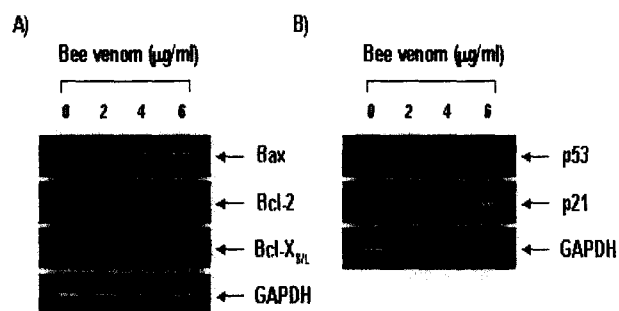 A)
Bee venom (µg/ml)
0 2 4 6
Bax
Bcl-2
Bcl-X S/L
GAPDH
B)
Bee venom (µg/ml)
0 2 4 6
p53
p21
GAPDH